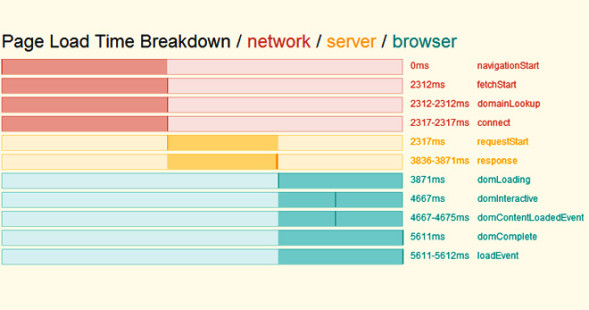 Page Load Time Breakdown / network / server / browser
0ms navigationStart
2312ms fetchStart
2312-2312ms domainLookup
2317-2317ms connect
2317ms requestStart
3836-3871ms response
3871ms domLoading
4667ms domInteractive
4667-4675ms domContentLoadedEvent
5611ms domComplete
5611-5612ms loadEvent